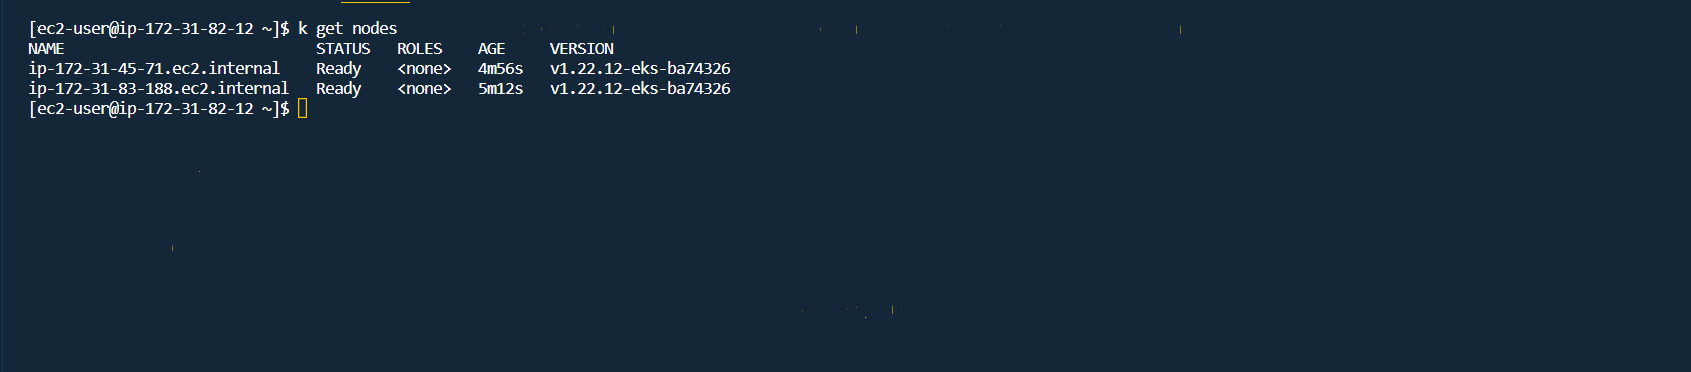 [ec2-user@ip-172-31-82-12 ~]$ k get nodes
NAME STATUS ROLES AGE VERSION
ip-172-31-45-71.ec2.internal Ready <none> 4m56s v1.22.12-eks-ba74326
ip-172-31-83-188.ec2.internal Ready <none> 5m12s v1.22.12-eks-ba74326
[ec2-user@ip-172-31-82-12 ~]$